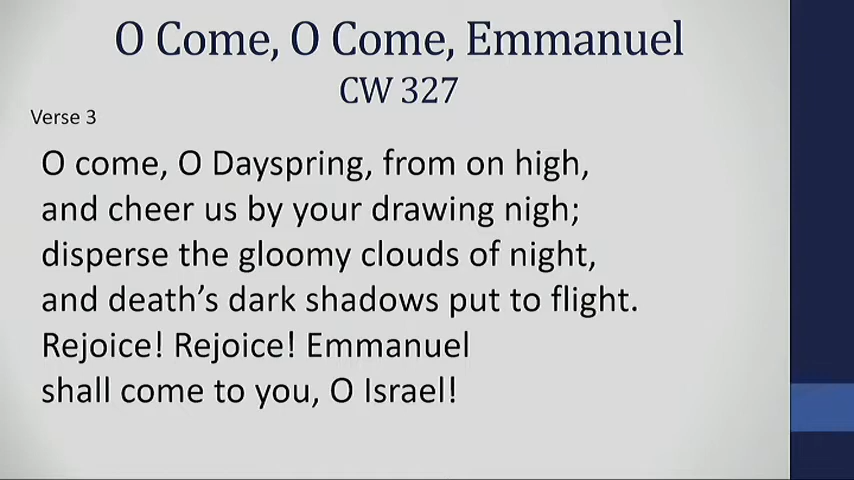 O Come, O Come, Emmanuel
CW 327
Verse 3
O come, O Dayspring, from on high,
and cheer us by your drawing nigh;
disperse the gloomy clouds of night,
and death’s dark shadows put to flight.
Rejoice! Rejoice! Emmanuel
shall come to you, O Israel!